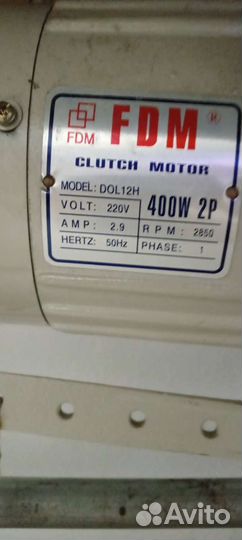 FDM FDM ®
CLUTCH MOTOR
MODEL: DOL12H
VOLT: 220V 400W 2P
AMP: 2.9 RPM: 2850
HERTZ: 50Hz PHASE: 1
Avito